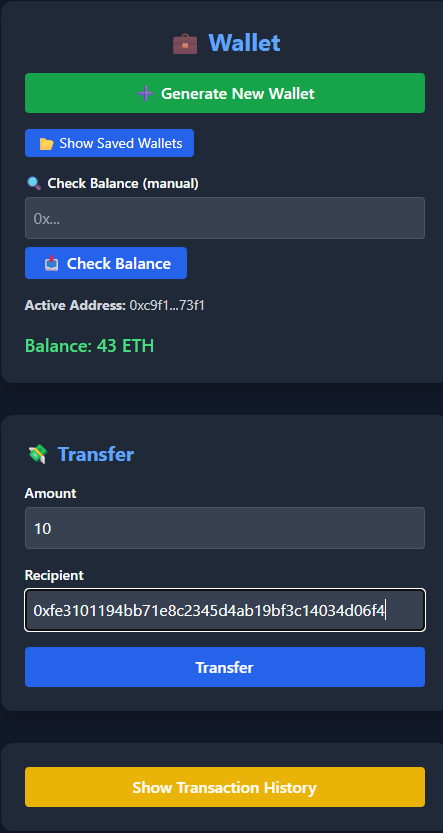 Wallet
Generate New Wallet
Show Saved Wallets
Check Balance (manual)
0x...
Check Balance
Active Address: 0xc9f1...73f1
Balance: 43 ETH
Transfer
Amount
10
Recipient
0xfe3101194bb71e8c2345d4ab19bf3c14034d06f4
Transfer
Show Transaction History